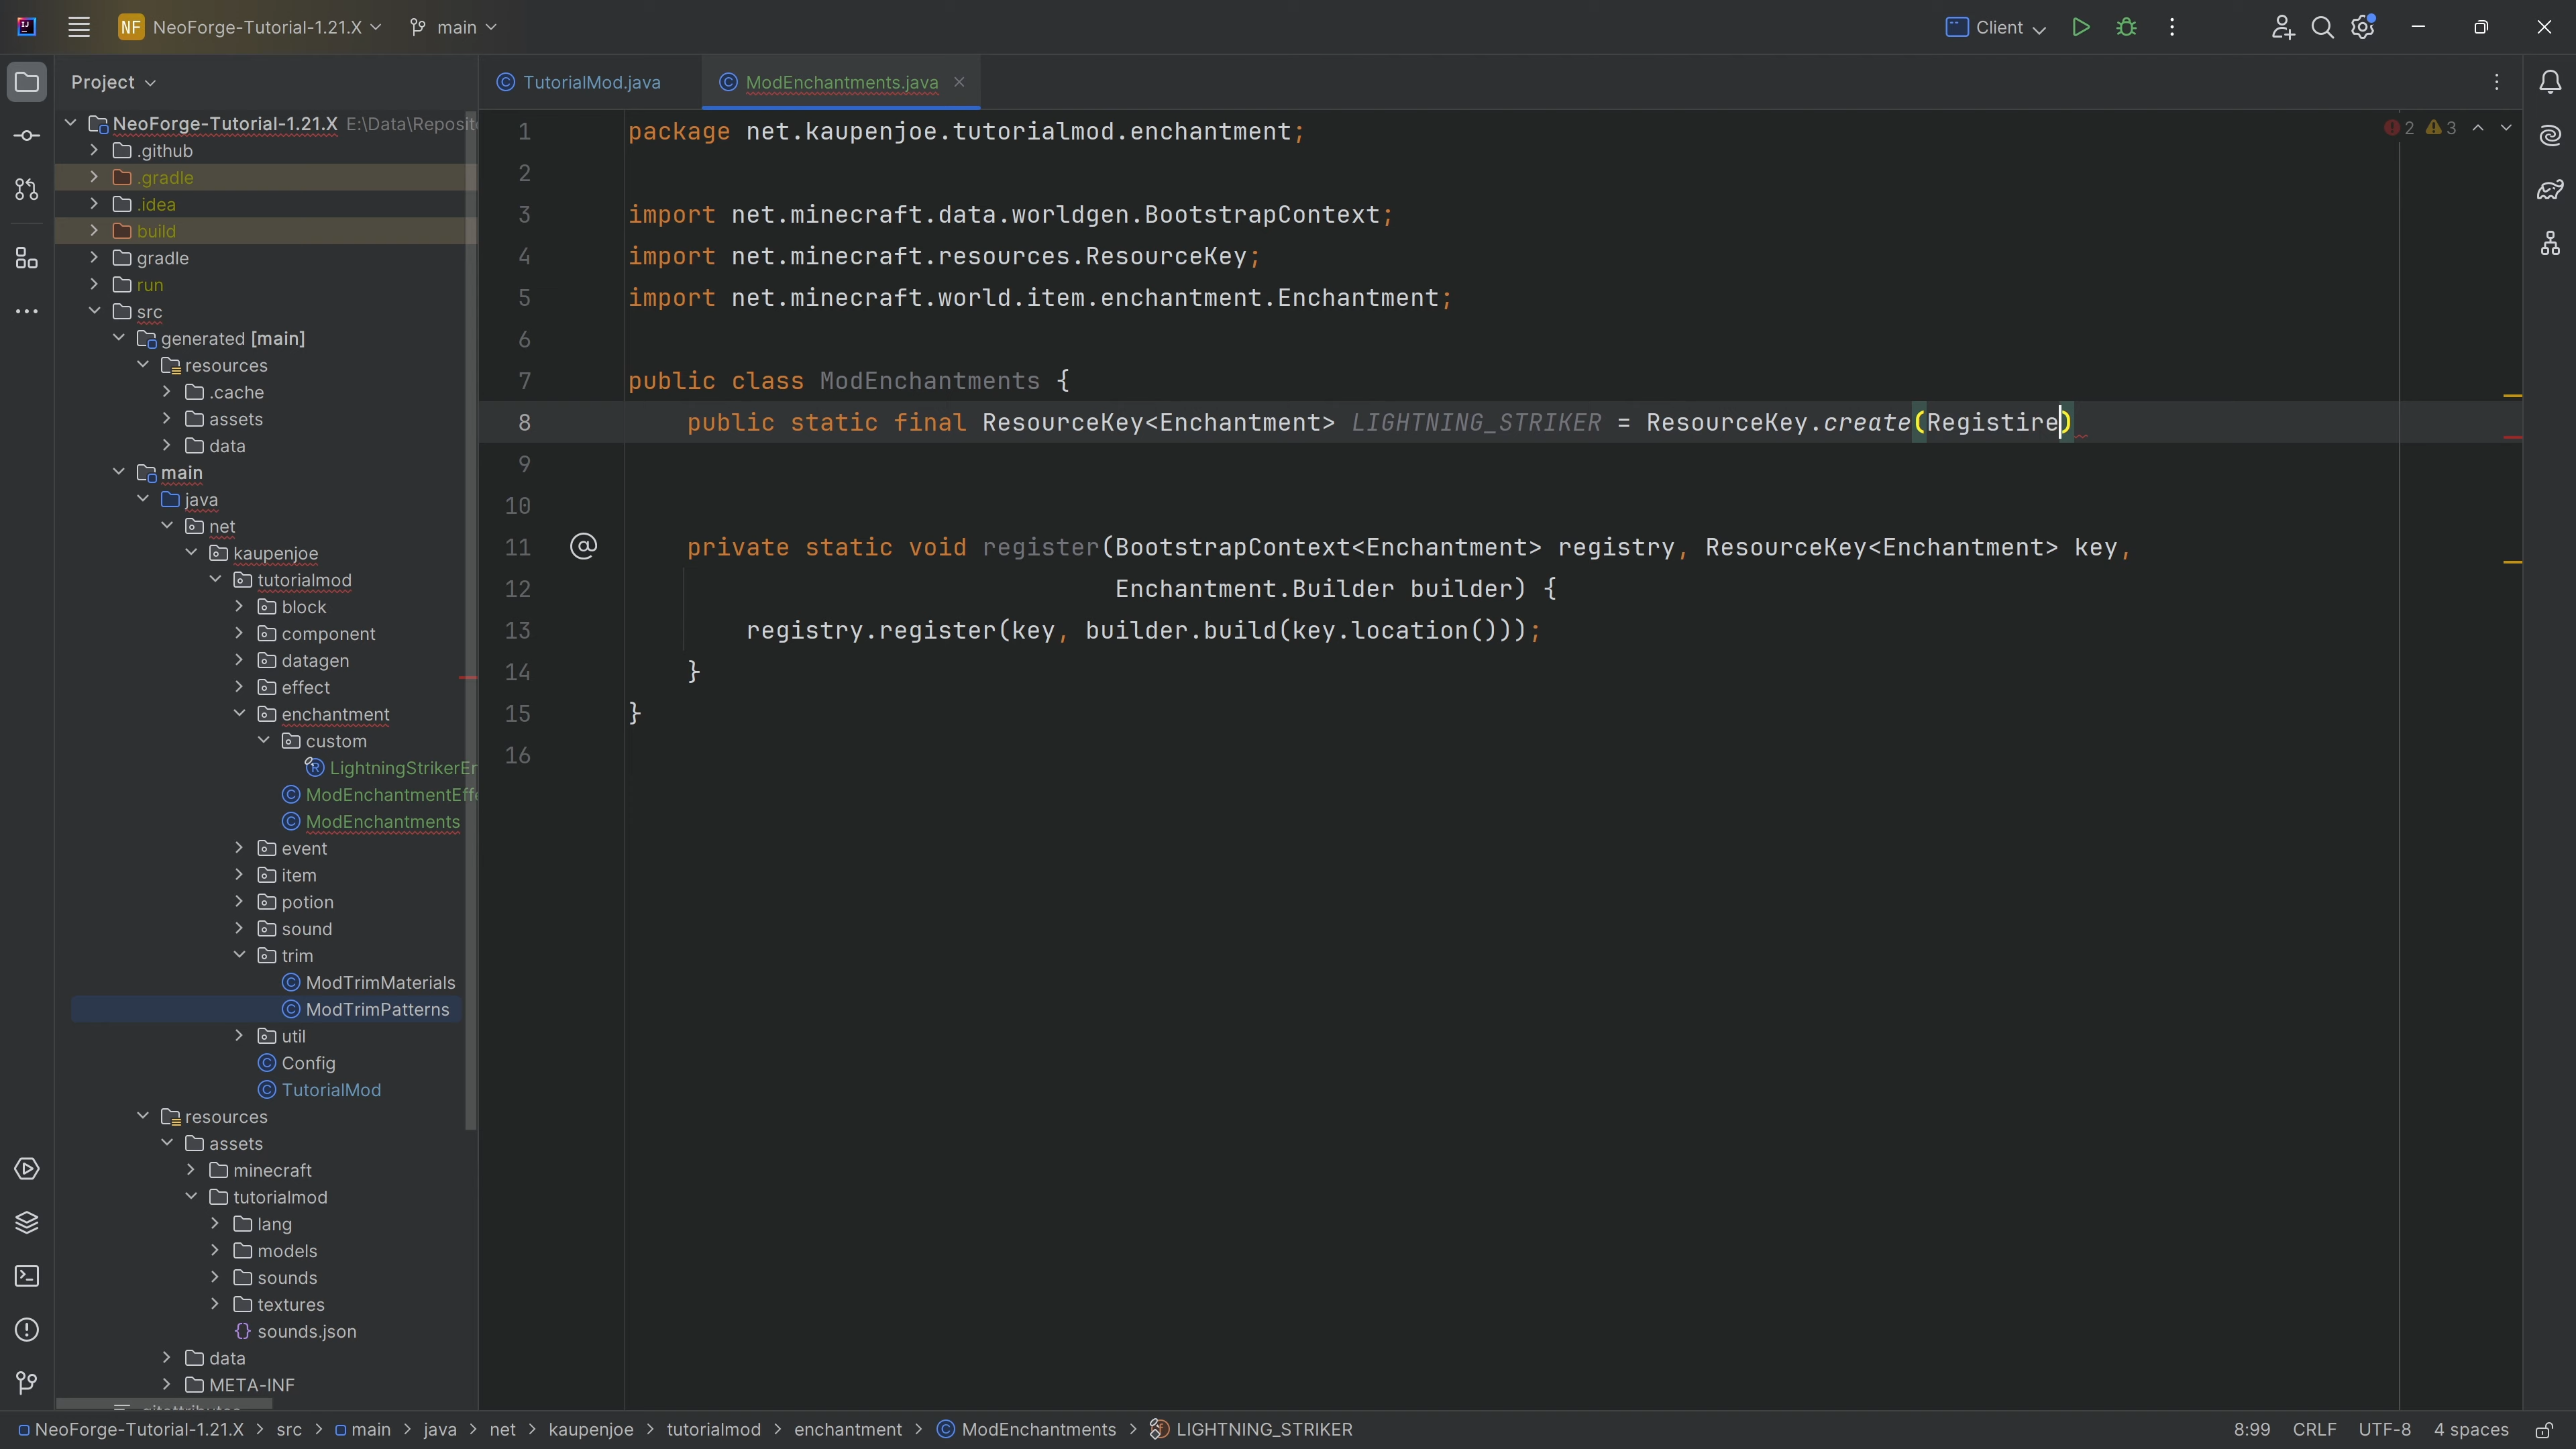 NF NeoForge-Tutorial-1.21.X main Client
Project
TutorialMod.java ModEnchantments.java
NeoForge-Tutorial-1.21.X E:\Data\Reposit
.github
.gradle
.idea
build
gradle
run
src
generated [main]
resources
.cache
assets
data
main
java
net
kaupenjoe
tutorialmod
block
component
datagen
effect
enchantment
custom
LightningStrikerEn
ModEnchantmentEffe
ModEnchantments
event
item
potion
sound
trim
ModTrimMaterials
ModTrimPatterns
util
Config
TutorialMod
resources
assets
minecraft
tutorialmod
lang
models
sounds
textures
sounds.json
data
META-INF
2 3
1 package net.kaupenjoe.tutorialmod.enchantment;
2
3 import net.minecraft.data.worldgen.BootstrapContext;
4 import net.minecraft.resources.ResourceKey;
5 import net.minecraft.world.item.enchantment.Enchantment;
6
7 public class ModEnchantments {
8 public static final ResourceKey<Enchantment> LIGHTNING_STRIKER = ResourceKey.create(Registire)
9
10
11 @ private static void register(BootstrapContext<Enchantment> registry, ResourceKey<Enchantment> key,
12 Enchantment.Builder builder) {
13 registry.register(key, builder.build(key.location()));
14 }
15 }
16
NeoForge-Tutorial-1.21.X > src > main > java > net > kaupenjoe > tutorialmod > enchantment > ModEnchantments > LIGHTNING_STRIKER 8:99 CRLF UTF-8 4 spaces